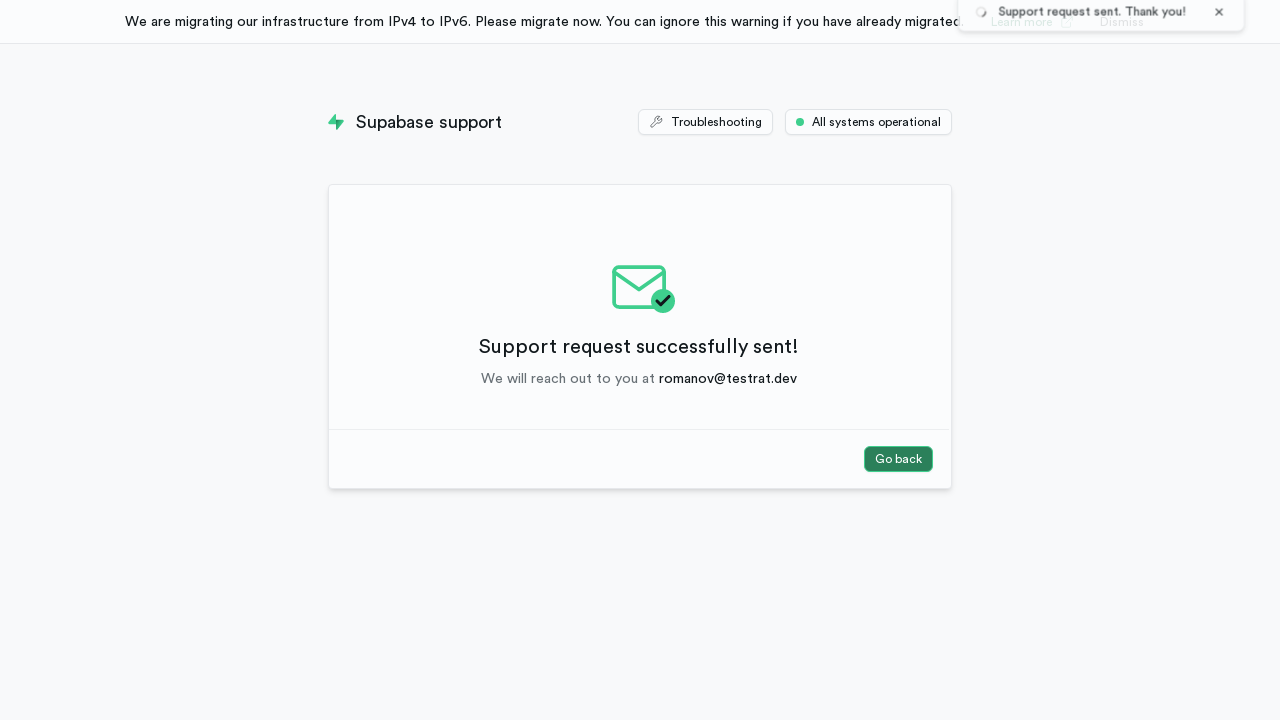 We are migrating our infrastructure from IPv4 to IPv6. Please migrate now. You can ignore this warning if you have already migrated.
Learn more
Dismiss
Support request sent. Thank you!
Supabase support
Troubleshooting
All systems operational
Support request successfully sent!
We will reach out to you at romanov@testrat.dev
Go back